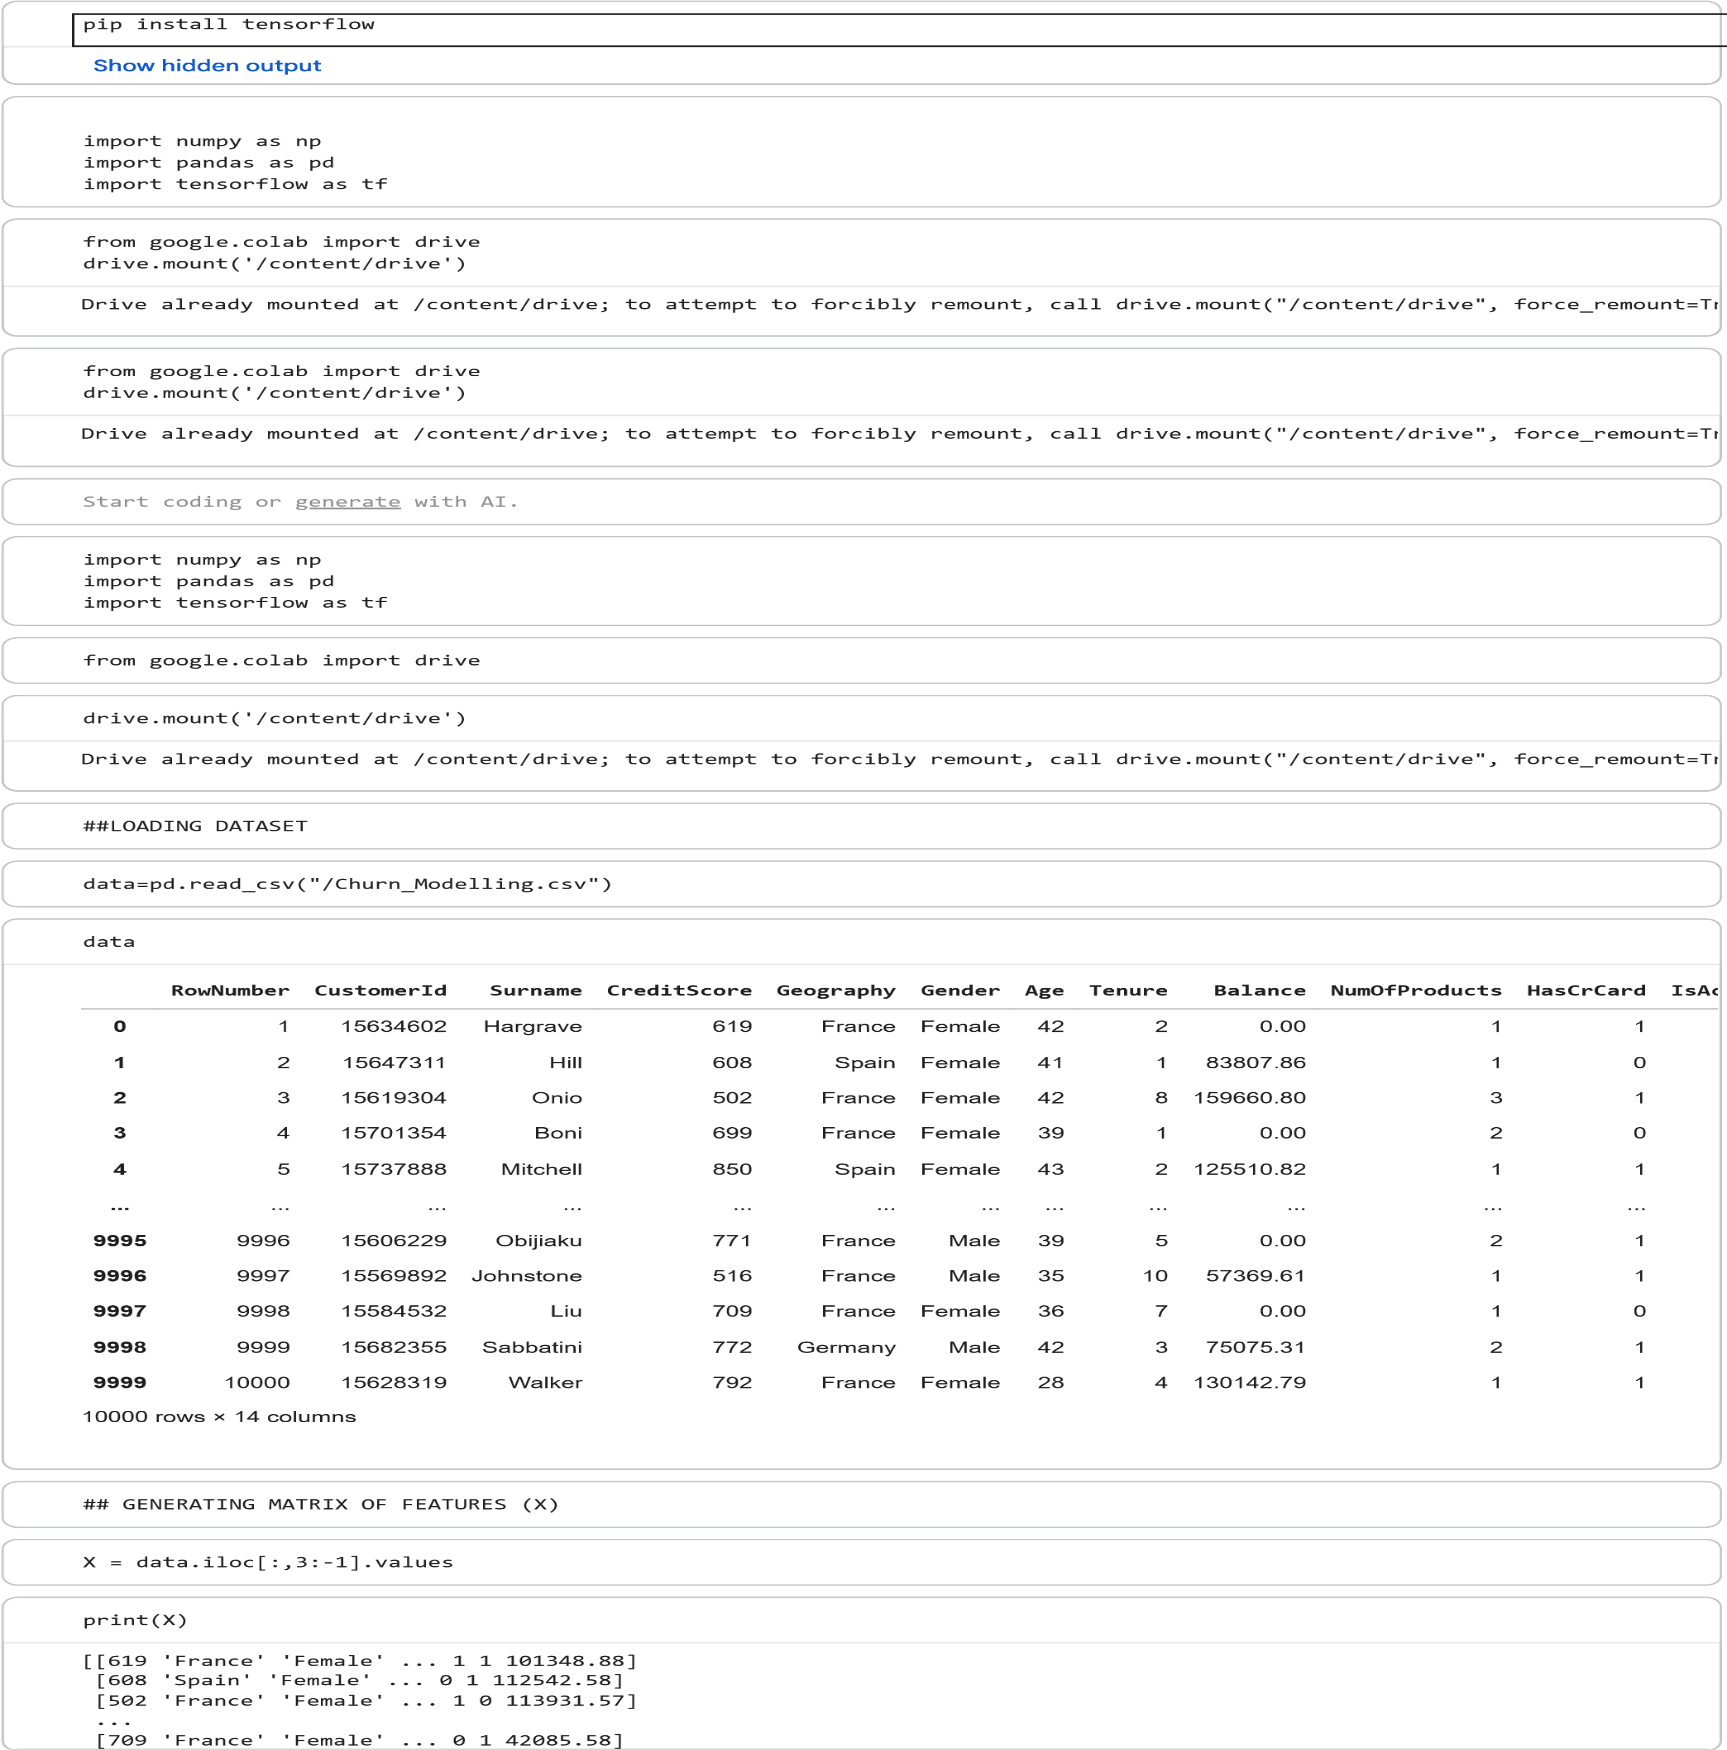 pip install tensorflow
Show hidden output
import numpy as np
import pandas as pd
import tensorflow as tf
from google.colab import drive
drive.mount('/content/drive')
Drive already mounted at /content/drive; to attempt to forcibly remount, call drive.mount("/content/drive", force_remount=Tr
from google.colab import drive
drive.mount('/content/drive')
Drive already mounted at /content/drive; to attempt to forcibly remount, call drive.mount("/content/drive", force_remount=Tr
Start coding or generate with AI.
import numpy as np
import pandas as pd
import tensorflow as tf
from google.colab import drive
drive.mount('/content/drive')
Drive already mounted at /content/drive; to attempt to forcibly remount, call drive.mount("/content/drive", force_remount=Tr
##LOADING DATASET
data=pd.read_csv("/Churn_Modelling.csv")
data
RowNumber CustomerId Surname CreditScore Geography Gender Age Tenure Balance NumOfProducts HasCrCard IsAc
0 1 15634602 Hargrave 619 France Female 42 2 0.00 1 1
1 2 15647311 Hill 608 Spain Female 41 1 83807.86 1 0
2 3 15619304 Onio 502 France Female 42 8 159660.80 3 1
3 4 15701354 Boni 699 France Female 39 1 0.00 2 0
4 5 15737888 Mitchell 850 Spain Female 43 2 125510.82 1 1
... ... ... ... ... ... ... ... ... ... ... ...
9995 9996 15606229 Obijiaku 771 France Male 39 5 0.00 2 1
9996 9997 15569892 Johnstone 516 France Male 35 10 57369.61 1 1
9997 9998 15584532 Liu 709 France Female 36 7 0.00 1 0
9998 9999 15682355 Sabbatini 772 Germany Male 42 3 75075.31 2 1
9999 10000 15628319 Walker 792 France Female 28 4 130142.79 1 1
10000 rows × 14 columns
## GENERATING MATRIX OF FEATURES (X)
X = data.iloc[:,3:-1].values
print(X)
[[619 'France' 'Female' ... 1 1 101348.88]
[608 'Spain' 'Female' ... 0 1 112542.58]
[502 'France' 'Female' ... 1 0 113931.57]
...
[709 'France' 'Female' ... 0 1 42085.58]